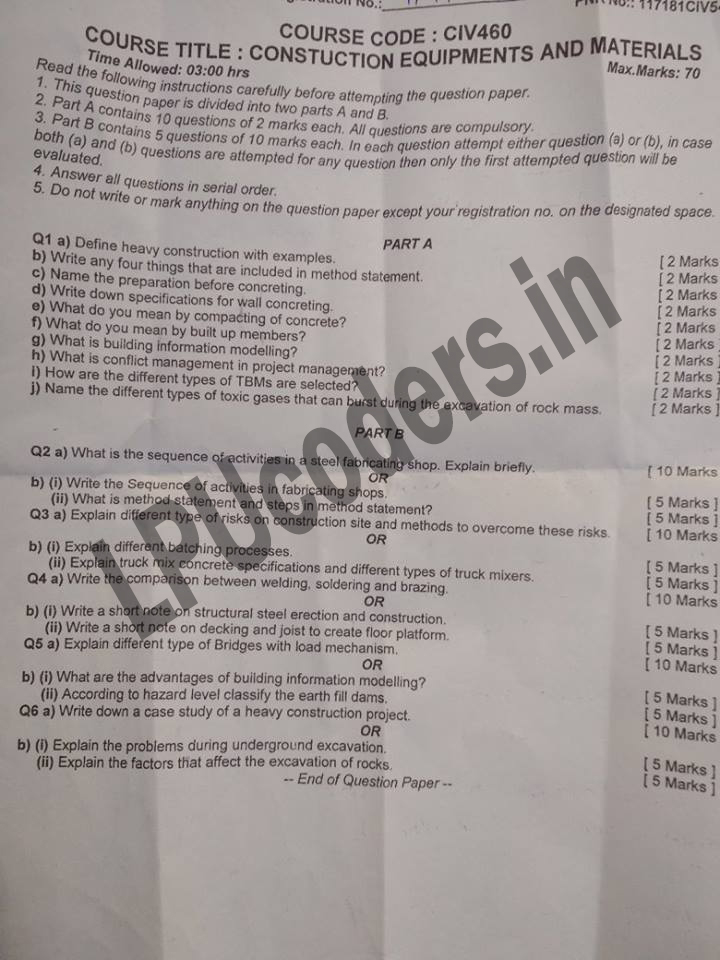 No.:
PNR No.: 117181CIV5
COURSE CODE : CIV460
COURSE TITLE : CONSTUCTION EQUIPMENTS AND MATERIALS
Time Allowed: 03:00 hrs Max.Marks: 70
Read the following instructions carefully before attempting the question paper.
1. This question paper is divided into two parts A and B.
2. Part A contains 10 questions of 2 marks each. All questions are compulsory.
3. Part B contains 5 questions of 10 marks each. In each question attempt either question (a) or (b), in case
both (a) and (b) questions are attempted for any question then only the first attempted question will be
evaluated.
4. Answer all questions in serial order.
5. Do not write or mark anything on the question paper except your registration no. on the designated space.
PART A
Q1 a) Define heavy construction with examples. [ 2 Marks
b) Write any four things that are included in method statement. [ 2 Marks
c) Name the preparation before concreting. [ 2 Marks
d) Write down specifications for wall concreting. [ 2 Marks
e) What do you mean by compacting of concrete? [ 2 Marks
f) What do you mean by built up members? [ 2 Marks
g) What is building information modelling? [ 2 Marks ]
h) What is conflict management in project management? [ 2 Marks ]
i) How are the different types of TBMs are selected? [ 2 Marks ]
j) Name the different types of toxic gases that can burst during the excavation of rock mass. [ 2 Marks ]
PART B
Q2 a) What is the sequence of activities in a steel fabricating shop. Explain briefly. [ 10 Marks
OR
b) (i) Write the Sequence of activities in fabricating shops. [ 5 Marks ]
(ii) What is method statement and steps in method statement? [ 5 Marks ]
Q3 a) Explain different type of risks on construction site and methods to overcome these risks. [ 10 Marks
OR
b) (i) Explain different batching processes. [ 5 Marks ]
(ii) Explain truck mix concrete specifications and different types of truck mixers. [ 5 Marks ]
Q4 a) Write the comparison between welding, soldering and brazing. [ 10 Marks
OR
b) (i) Write a short note on structural steel erection and construction. [ 5 Marks ]
(ii) Write a short note on decking and joist to create floor platform. [ 5 Marks ]
Q5 a) Explain different type of Bridges with load mechanism. [ 10 Marks
OR
b) (i) What are the advantages of building information modelling? [ 5 Marks ]
(ii) According to hazard level classify the earth fill dams. [ 5 Marks ]
Q6 a) Write down a case study of a heavy construction project. [ 10 Marks
OR
b) (i) Explain the problems during underground excavation. [ 5 Marks ]
(ii) Explain the factors that affect the excavation of rocks. [ 5 Marks ]
-- End of Question Paper --
LPUcoders.in